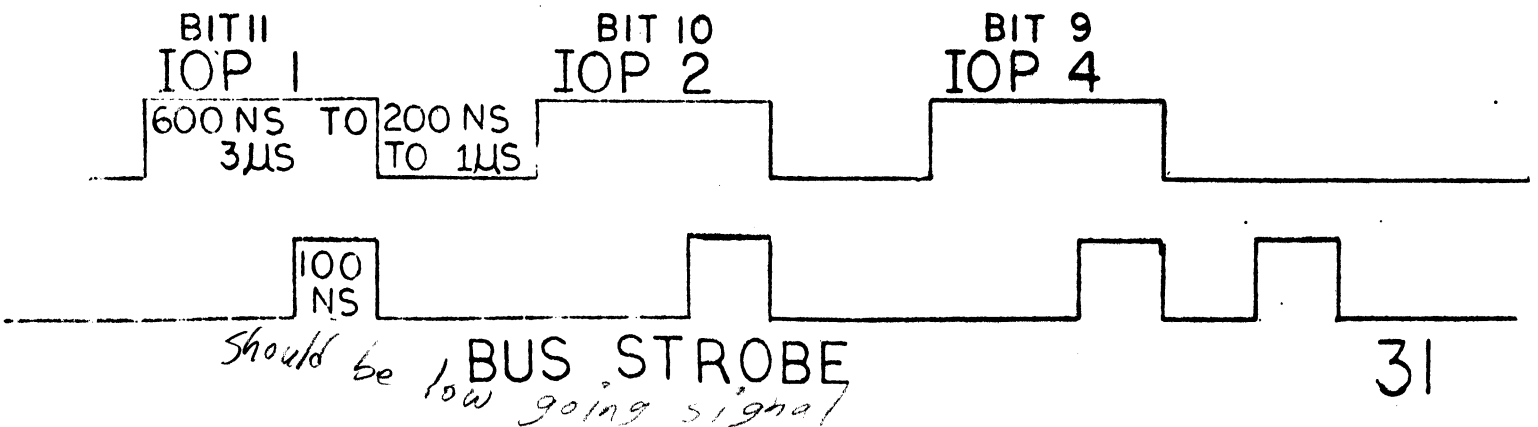 BIT 11 BIT 10 BIT 9
IOP 1 IOP 2 IOP 4
600 NS TO 200 NS
3µS TO 1µS
100
NS
Should be low going signal
BUS STROBE
31